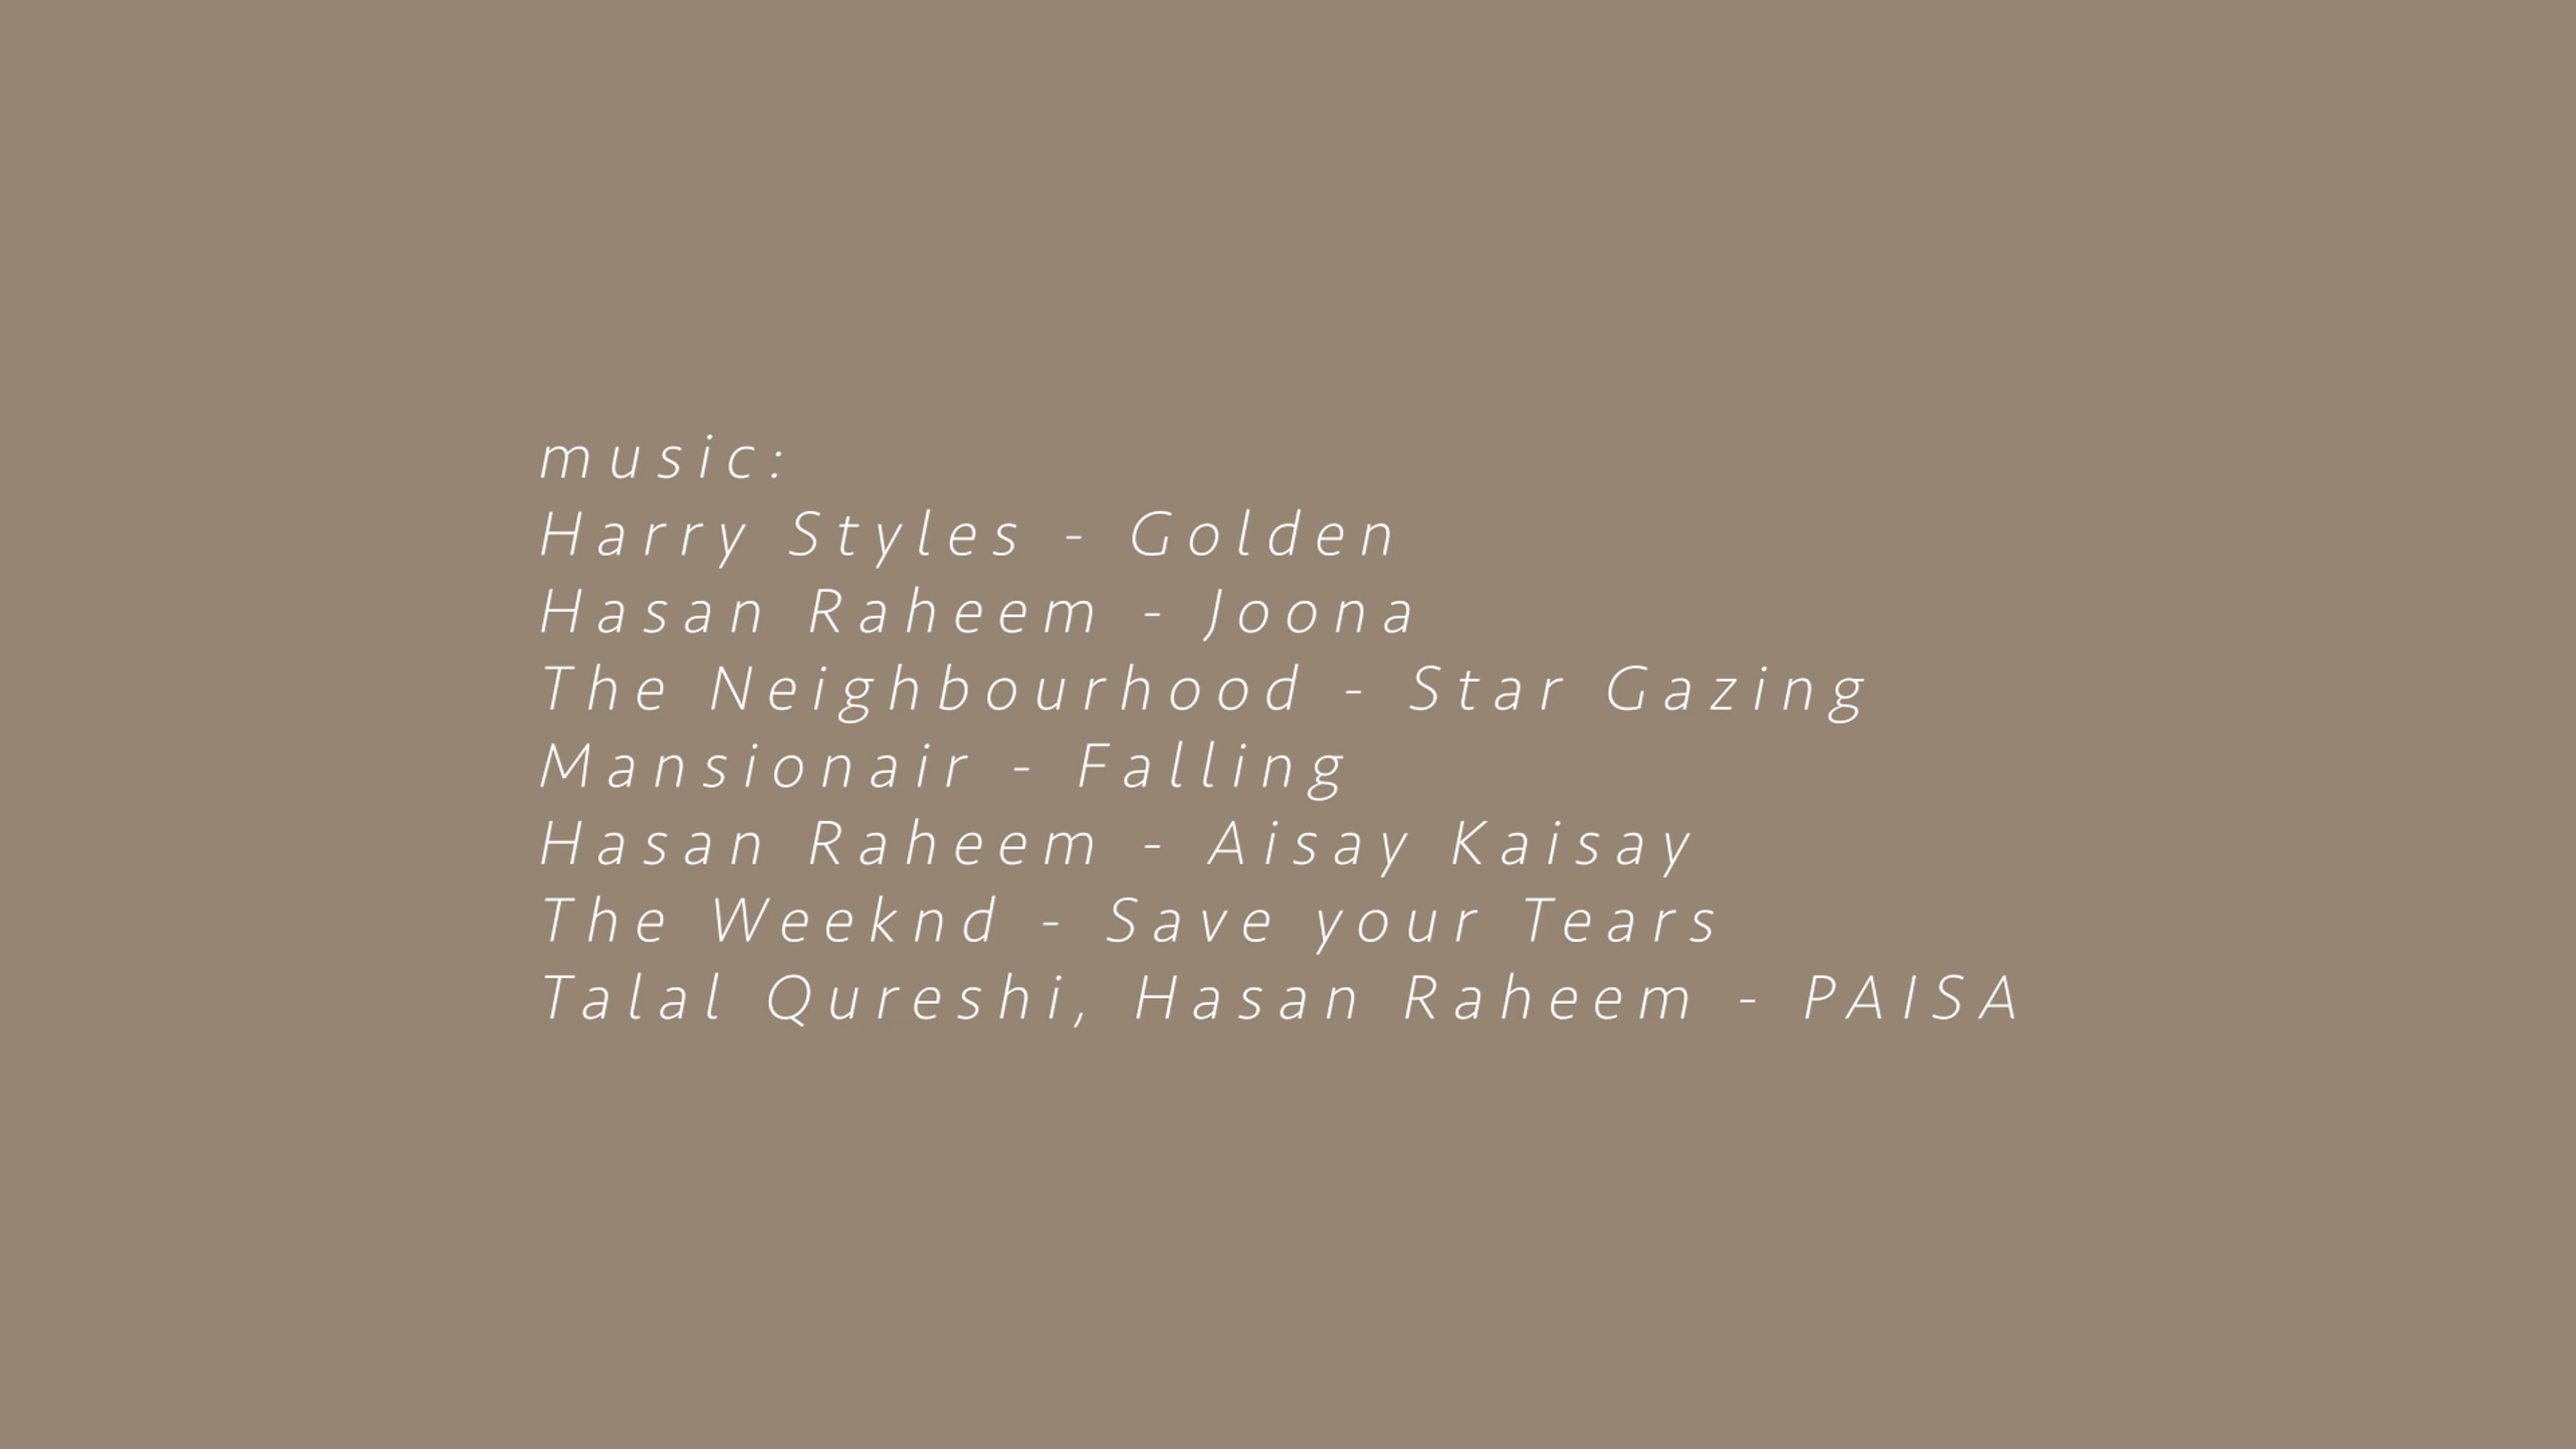 music:
Harry Styles - Golden
Hasan Raheem - Joona
The Neighbourhood - Star Gazing
Mansionair - Falling
Hasan Raheem - Aisay Kaisay
The Weeknd - Save your Tears
Talal Qureshi, Hasan Raheem - PAISA